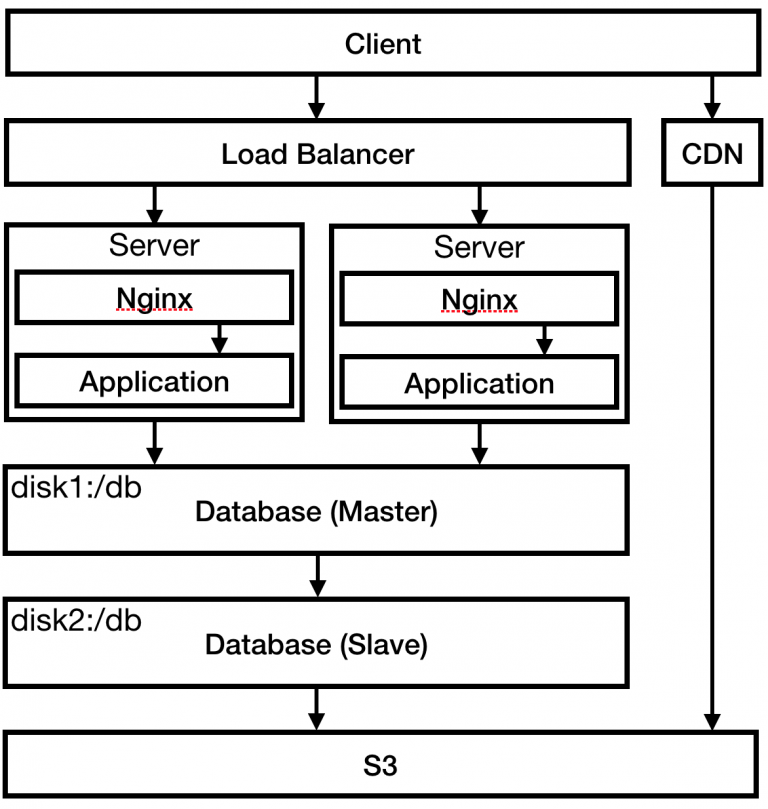 Client
Load Balancer
CDN
Server
Server
Nginx
Nginx
Application
Application
disk1:/db
Database (Master)
disk2:/db
Database (Slave)
S3